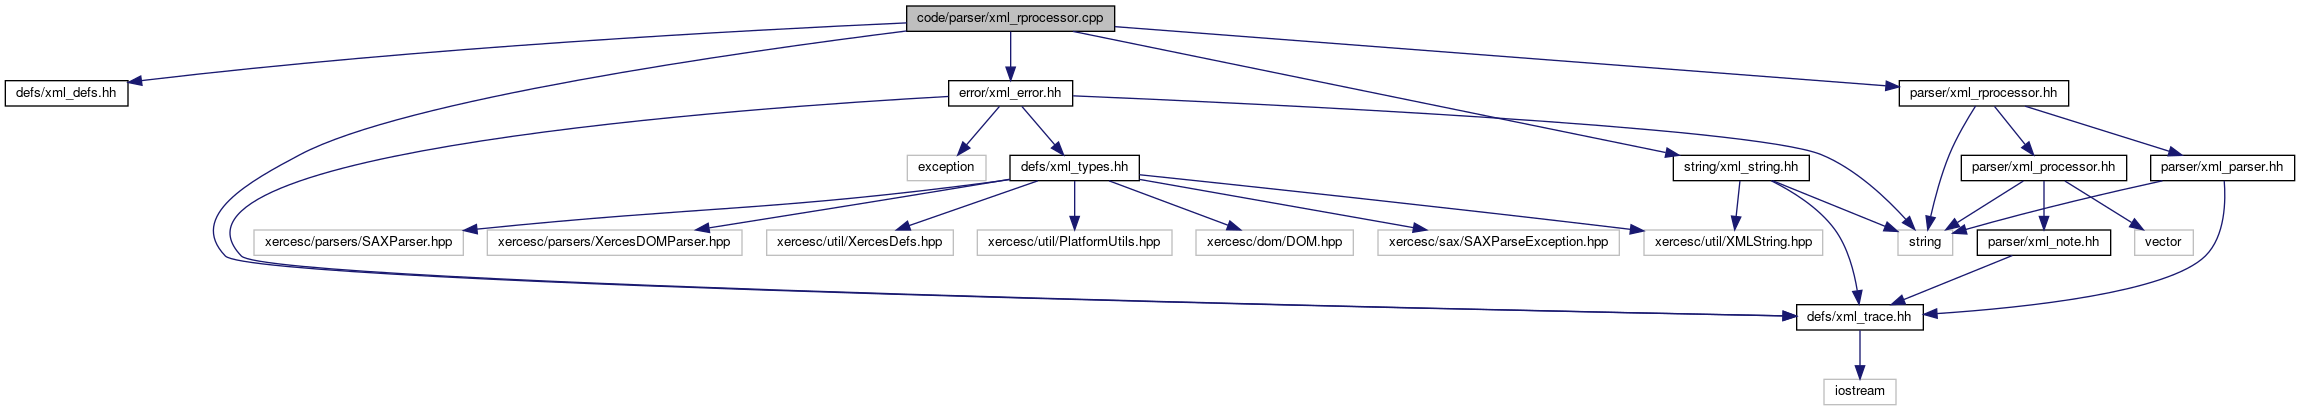 code/parser/xml_rprocessor.cpp
defs/xml_defs.hh
error/xml_error.hh
parser/xml_rprocessor.hh
exception
defs/xml_types.hh
string/xml_string.hh
parser/xml_processor.hh
parser/xml_parser.hh
xercesc/parsers/SAXParser.hpp
xercesc/parsers/XercesDOMParser.hpp
xercesc/util/XercesDefs.hpp
xercesc/util/PlatformUtils.hpp
xercesc/dom/DOM.hpp
xercesc/sax/SAXParseException.hpp
xercesc/util/XMLString.hpp
string
parser/xml_note.hh
vector
defs/xml_trace.hh
iostream